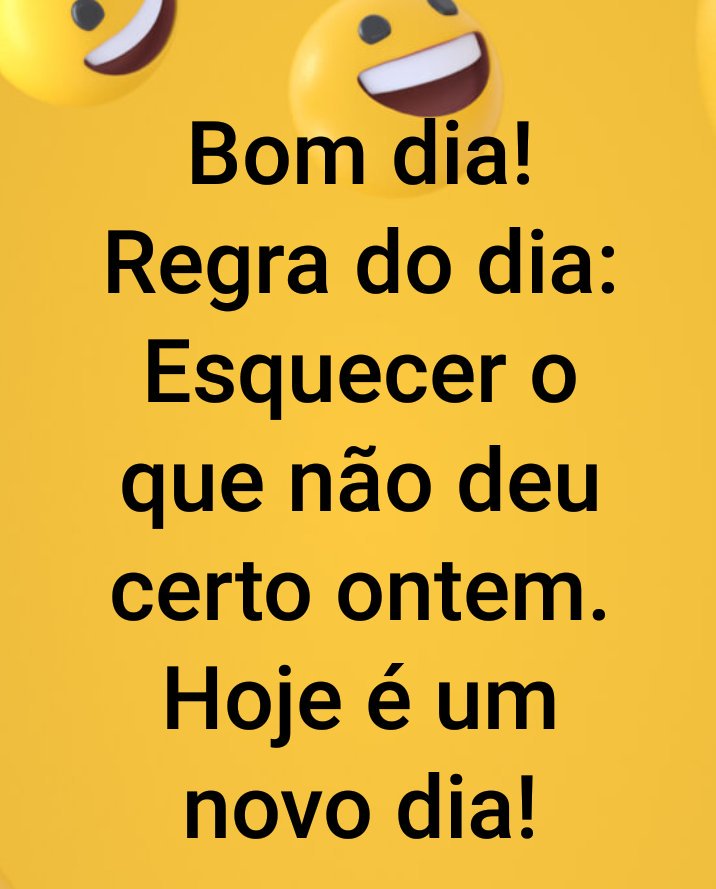 Bom dia!
Regra do dia:
Esquecer o
que não deu
certo ontem.
Hoje é um
novo dia!